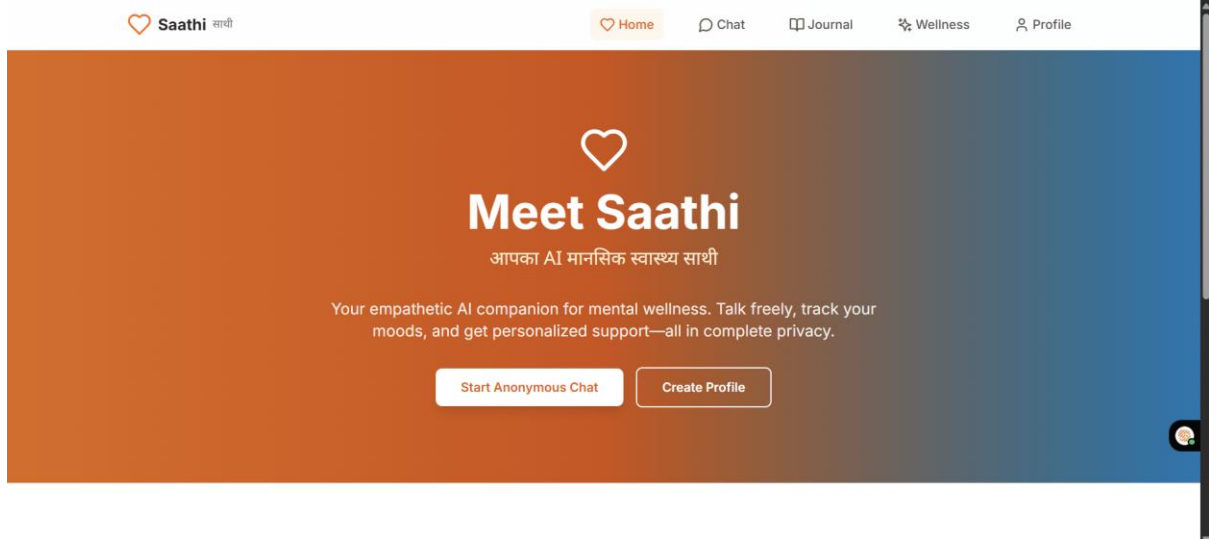 Saathi साथी
Home
Chat
Journal
Wellness
Profile
Meet Saathi
आपका AI मानसिक स्वास्थ्य साथी
Your empathetic AI companion for mental wellness. Talk freely, track your
moods, and get personalized support—all in complete privacy.
Start Anonymous Chat
Create Profile